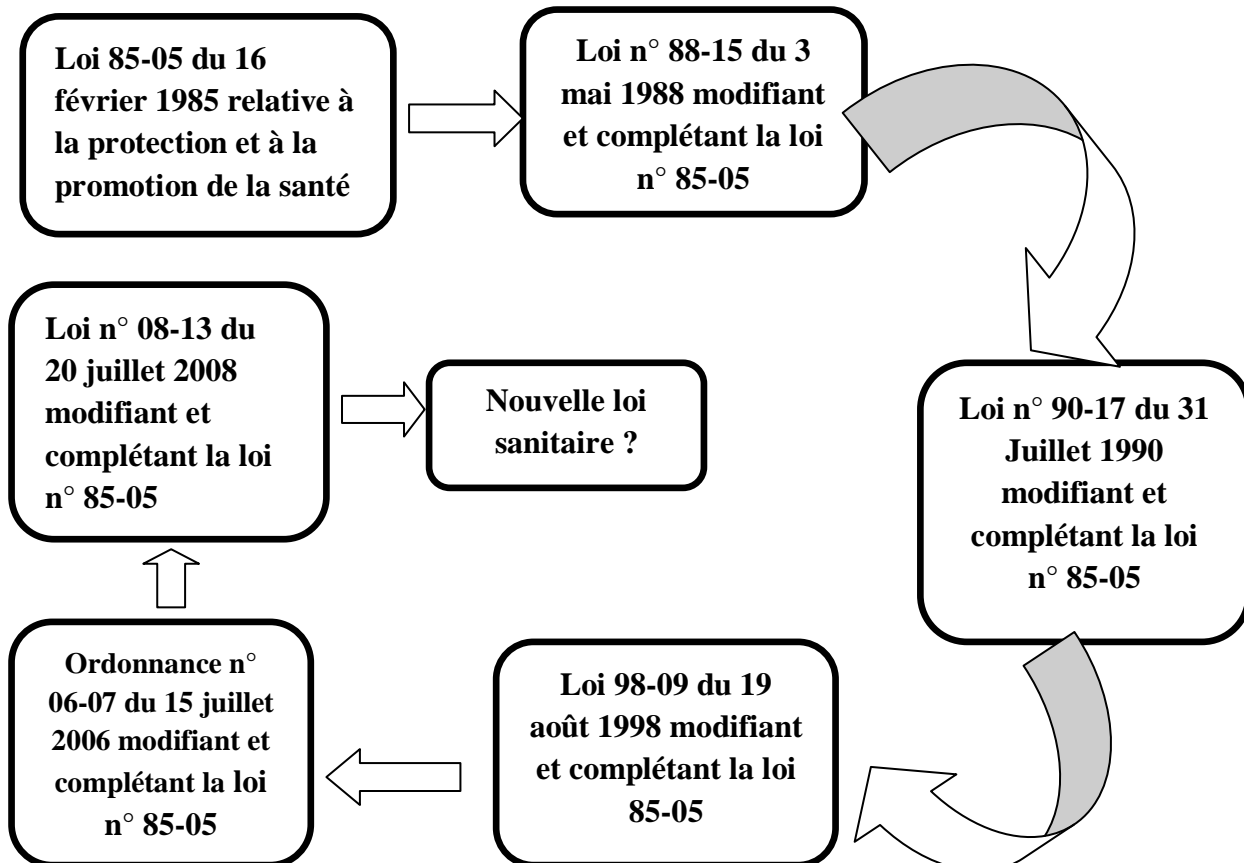 Loi 85-05 du 16
février 1985 relative à
la protection et à la
promotion de la santé
Loi n° 88-15 du 3
mai 1988 modifiant
et complétant la loi
n° 85-05
Loi n° 90-17 du 31
Juillet 1990
modifiant et
complétant la loi
n° 85-05
Loi 98-09 du 19
août 1998 modifiant
et complétant la loi
85-05
Ordonnance n°
06-07 du 15 juillet
2006 modifiant et
complétant la loi
n° 85-05
Loi n° 08-13 du
20 juillet 2008
modifiant et
complétant la loi
n° 85-05
Nouvelle loi
sanitaire ?